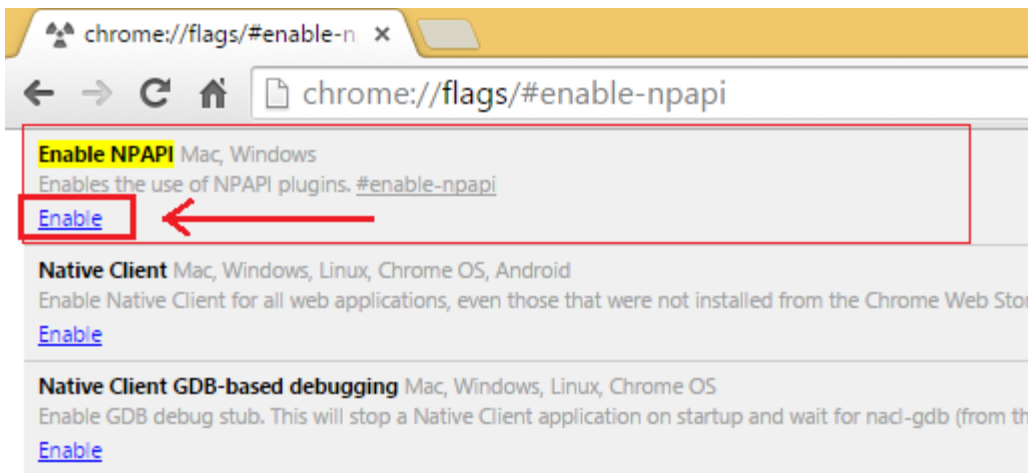 chrome://flags/#enable-n
chrome://flags/#enable-npapi
Enable NPAPI Mac, Windows
Enables the use of NPAPI plugins. #enable-npapi
Enable
Native Client Mac, Windows, Linux, Chrome OS, Android
Enable Native Client for all web applications, even those that were not installed from the Chrome Web Stor
Enable
Native Client GDB-based debugging Mac, Windows, Linux, Chrome OS
Enable GDB debug stub. This will stop a Native Client application on startup and wait for nacl-gdb (from th
Enable